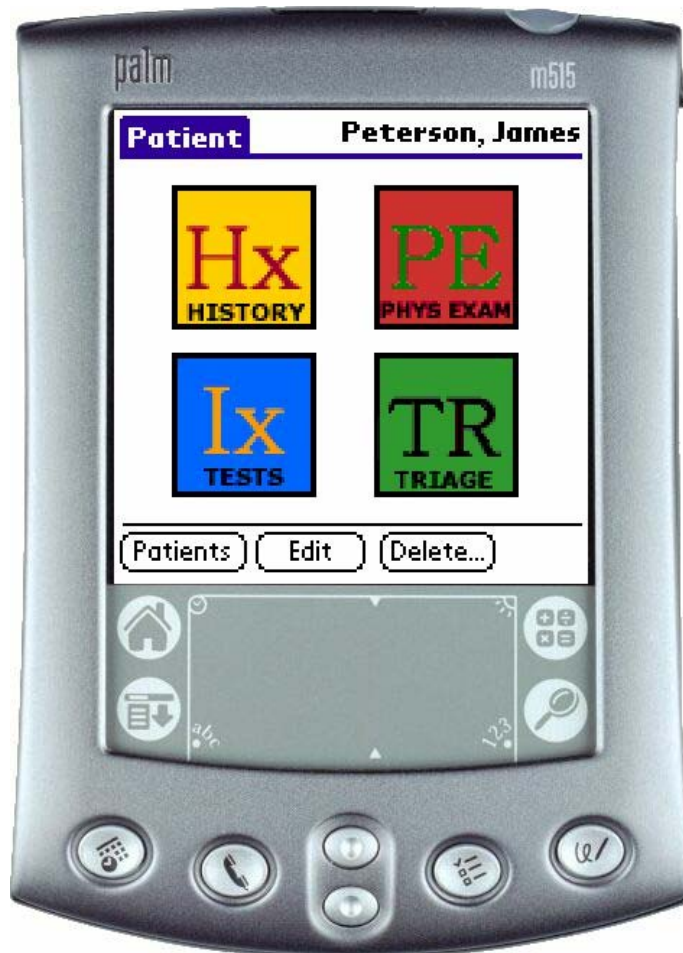 palm
m515
Patient Peterson, James
Hx PE
HISTORY PHYS EXAM
Ix TR
TESTS TRIAGE
Patients Edit Delete...
abc 123